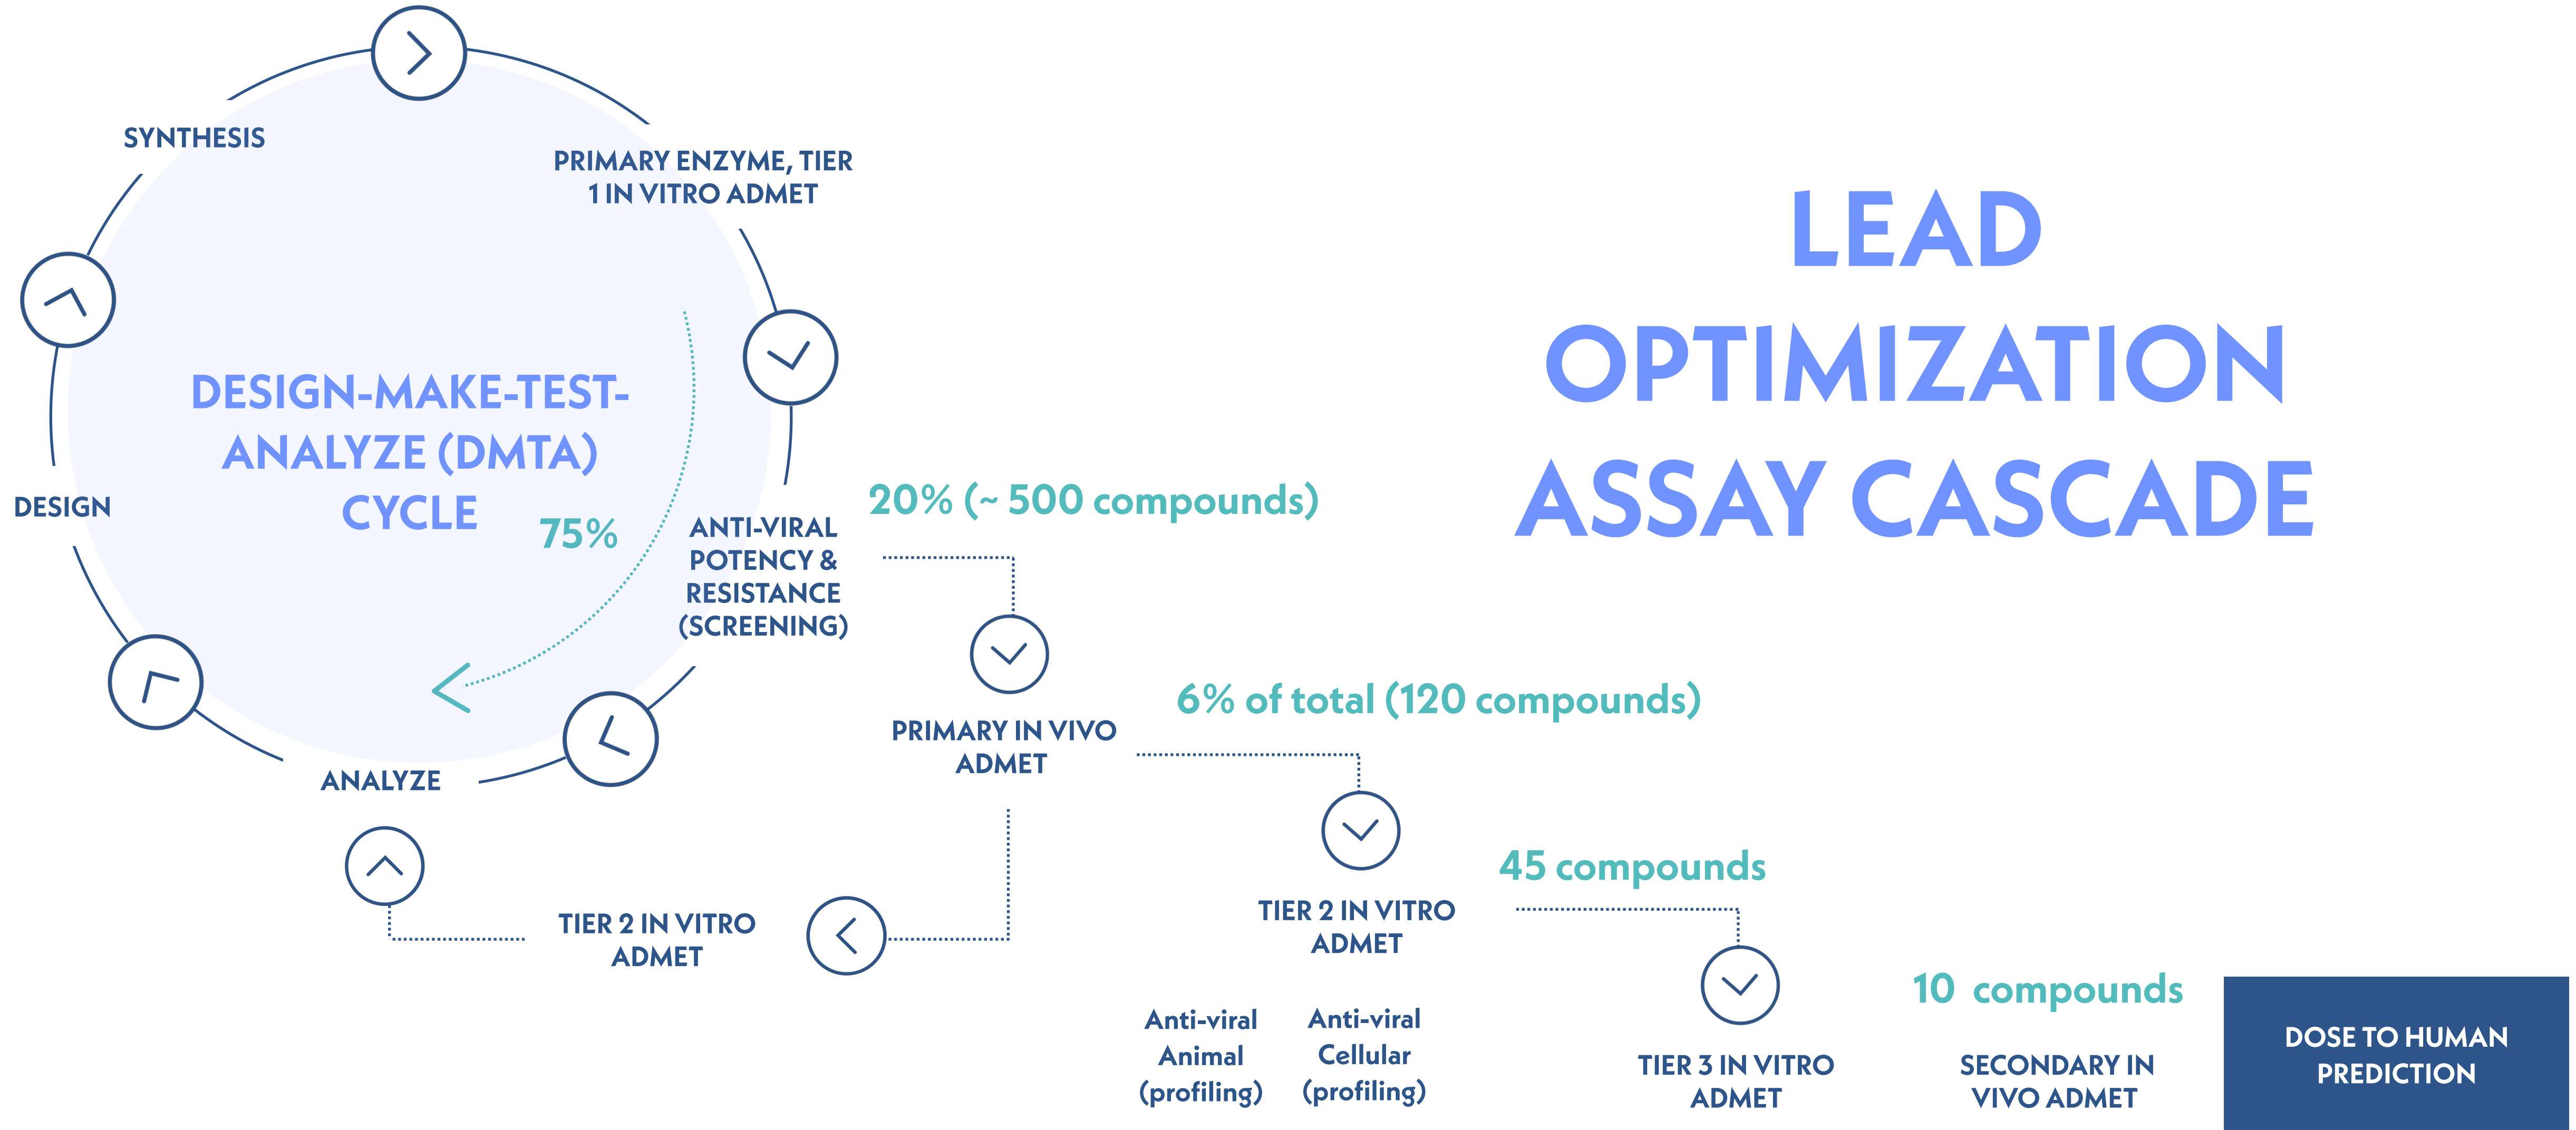 SYNTHESIS
PRIMARY ENZYME, TIER
1 IN VITRO ADMET
LEAD
OPTIMIZATION
ASSAY CASCADE
DESIGN-MAKE-TEST-
ANALYZE (DMTA)
CYCLE
75%
DESIGN
ANTI-VIRAL
POTENCY &
RESISTANCE
(SCREENING)
ANALYZE
20% (~ 500 compounds)
PRIMARY IN VIVO
ADMET
TIER 2 IN VITRO
ADMET
6% of total (120 compounds)
TIER 2 IN VITRO
ADMET
Anti-viral
Animal
(profiling)
Anti-viral
Cellular
(profiling)
45 compounds
TIER 3 IN VITRO
ADMET
10 compounds
SECONDARY IN
VIVO ADMET
DOSE TO HUMAN
PREDICTION